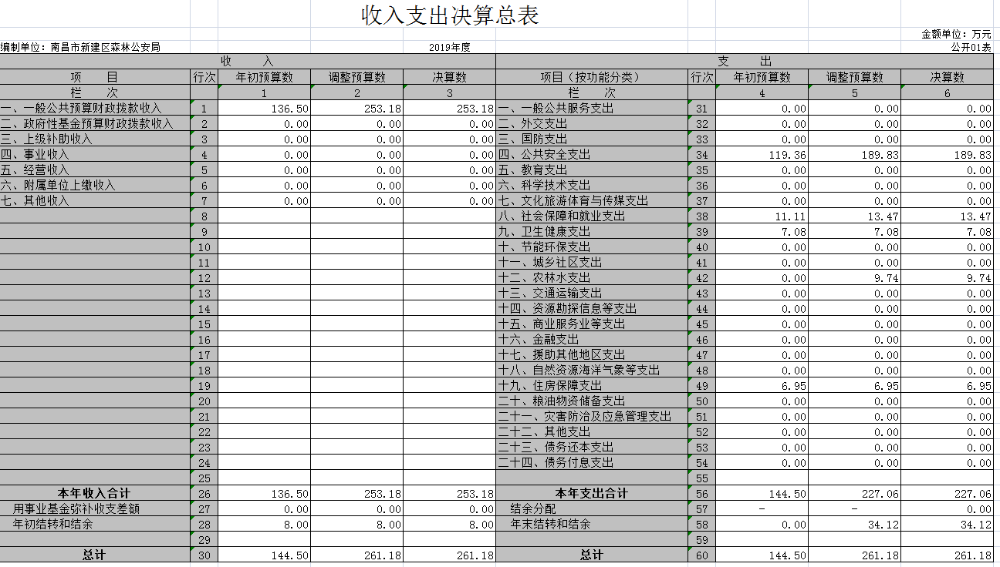 收入支出决算总表
金额单位：万元
编制单位：南昌市新建区森林公安局 2019年度 公开01表
收 入 支 出
项 目 行次 年初预算数 调整预算数 决算数 项目（按功能分类） 行次 年初预算数 调整预算数 决算数
栏 次 1 2 3 栏 次 4 5 6
一、一般公共预算财政拨款收入 1 136.50 253.18 253.18 一、一般公共服务支出 31 0.00 0.00 0.00
二、政府性基金预算财政拨款收入 2 0.00 0.00 0.00 二、外交支出 32 0.00 0.00 0.00
三、上级补助收入 3 0.00 0.00 0.00 三、国防支出 33 0.00 0.00 0.00
四、事业收入 4 0.00 0.00 0.00 四、公共安全支出 34 119.36 189.83 189.83
五、经营收入 5 0.00 0.00 0.00 五、教育支出 35 0.00 0.00 0.00
六、附属单位上缴收入 6 0.00 0.00 0.00 六、科学技术支出 36 0.00 0.00 0.00
七、其他收入 7 0.00 0.00 0.00 七、文化旅游体育与传媒支出 37 0.00 0.00 0.00
8 八、社会保障和就业支出 38 11.11 13.47 13.47
9 九、卫生健康支出 39 7.08 7.08 7.08
10 十、节能环保支出 40 0.00 0.00 0.00
11 十一、城乡社区支出 41 0.00 0.00 0.00
12 十二、农林水支出 42 0.00 9.74 9.74
13 十三、交通运输支出 43 0.00 0.00 0.00
14 十四、资源勘探信息等支出 44 0.00 0.00 0.00
15 十五、商业服务业等支出 45 0.00 0.00 0.00
16 十六、金融支出 46 0.00 0.00 0.00
17 十七、援助其他地区支出 47 0.00 0.00 0.00
18 十八、自然资源海洋气象等支出 48 0.00 0.00 0.00
19 十九、住房保障支出 49 6.95 6.95 6.95
20 二十、粮油物资储备支出 50 0.00 0.00 0.00
21 二十一、灾害防治及应急管理支出 51 0.00 0.00 0.00
22 二十二、其他支出 52 0.00 0.00 0.00
23 二十三、债务还本支出 53 0.00 0.00 0.00
24 二十四、债务付息支出 54 0.00 0.00 0.00
25 55
本年收入合计 26 136.50 253.18 253.18 本年支出合计 56 144.50 227.06 227.06
用事业基金弥补收支差额 27 0.00 0.00 0.00 结余分配 57 － － 0.00
年初结转和结余 28 8.00 8.00 8.00 年末结转和结余 58 0.00 34.12 34.12
29 59
总计 30 144.50 261.18 261.18 总计 60 144.50 261.18 261.18